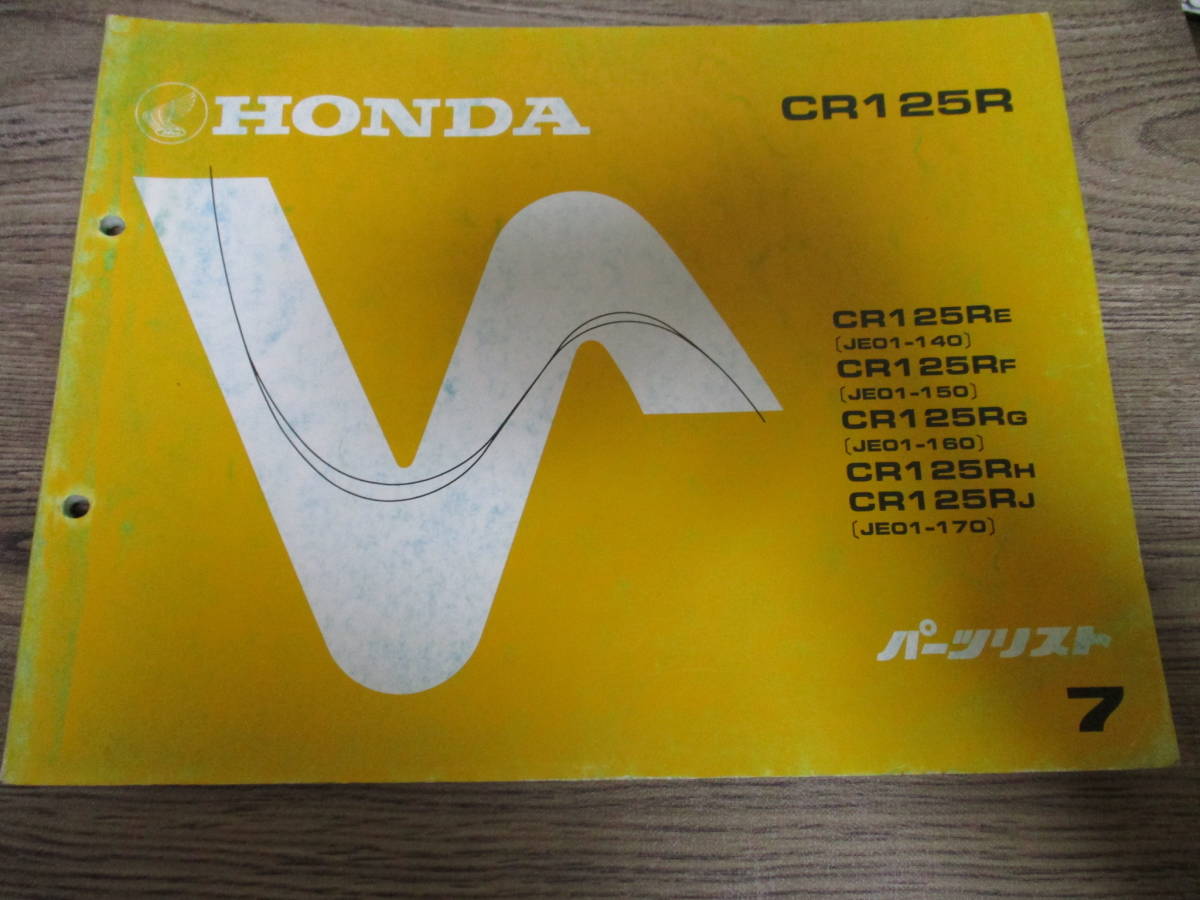 HONDA
CR125R
CR125RE
(JE01-140)
CR125RF
(JE01-150)
CR125RG
(JE01-160)
CR125RH
CR125RJ
(JE01-170)
パーツリスト
7